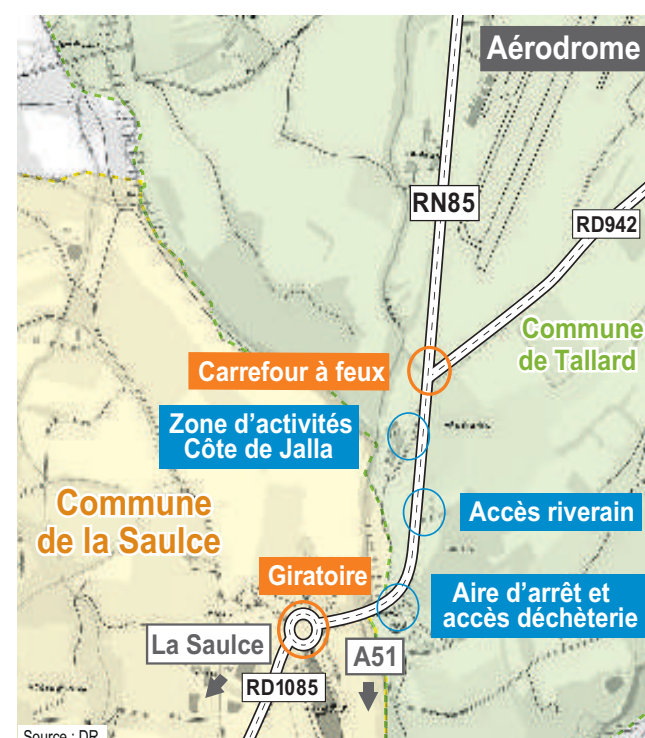 Aérodrome
RN85
RD942
Commune
de Tallard
Carrefour à feux
Zone d'activités
Côte de Jalla
Commune
de la Saulce
Accès riverain
Giratoire
Aire d'arrêt et
accès déchèterie
La Saulce
A51
RD1085
Source : DR